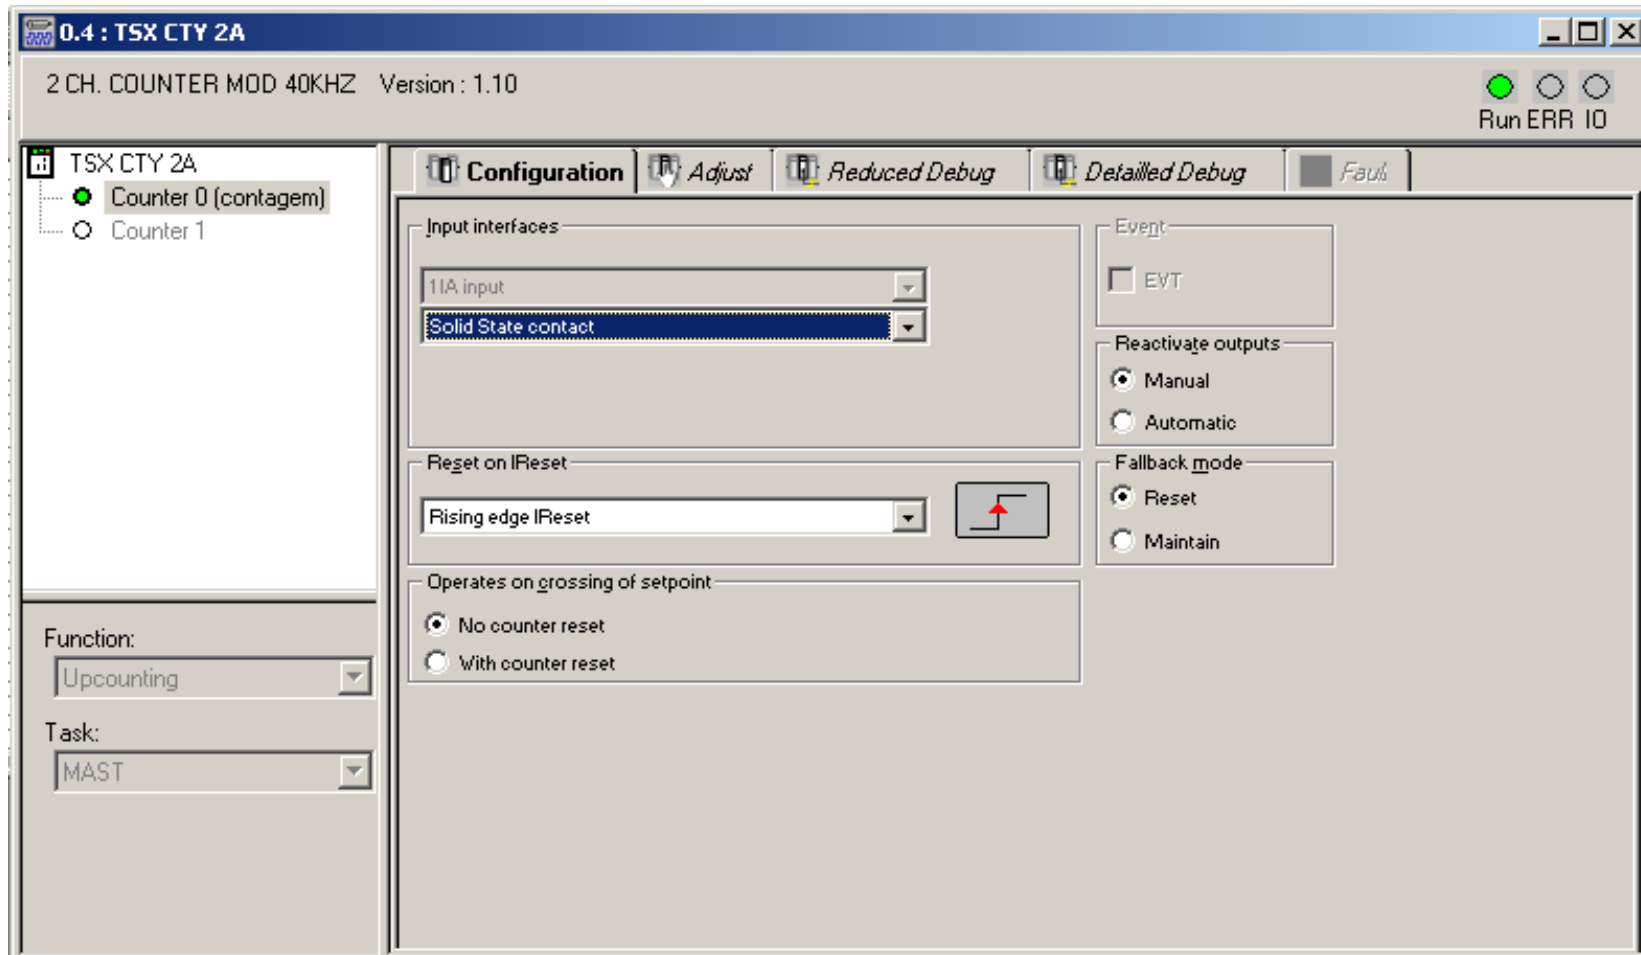 0.4 : TSX CTY 2A
2 CH. COUNTER MOD 40KHZ Version : 1.10
Run ERR IO
TSX CTY 2A
Counter 0 (contagem)
Counter 1
Function:
Upcounting
Task:
MAST
Configuration Adjust Reduced Debug Detailled Debug Fault
Input interfaces
1 IA input
Solid State contact
Reset on IReset
Rising edge IReset
Operates on crossing of setpoint
No counter reset
With counter reset
Event
EVT
Reactivate outputs
Manual
Automatic
Fallback mode
Reset
Maintain